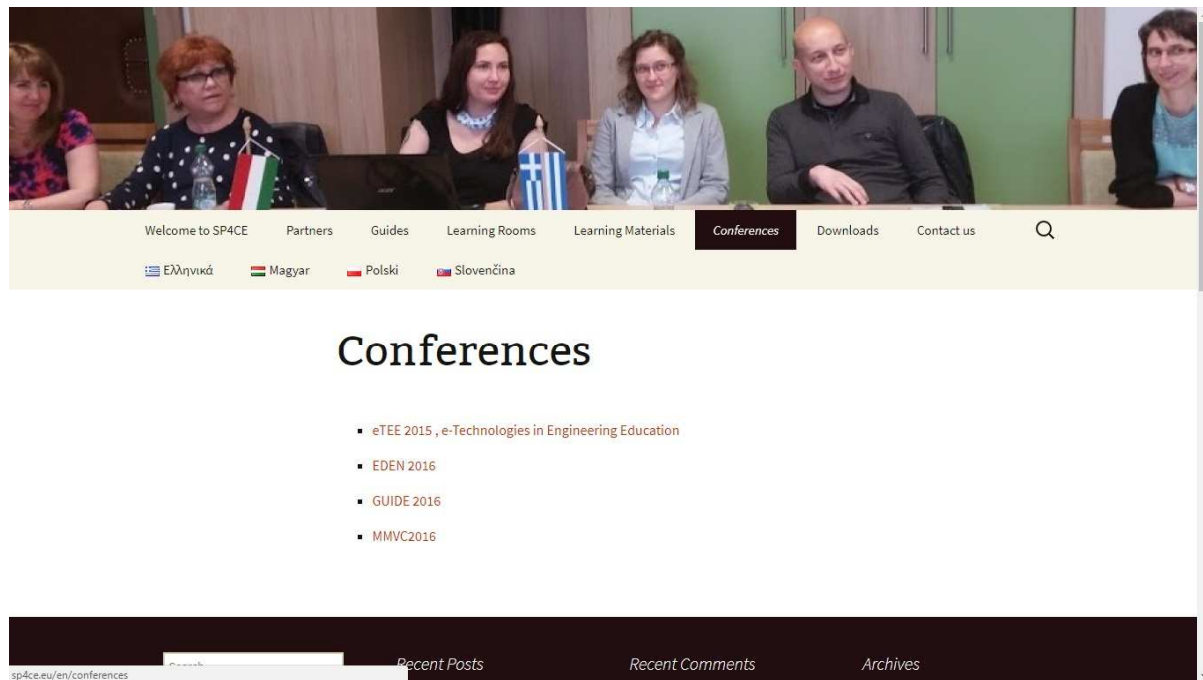 acer
Welcome to SP4CE Partners Guides Learning Rooms Learning Materials Conferences Downloads Contact us
Ελληνικά Magyar Polski Slovenčina
Conferences
eTEE 2015 , e-Technologies in Engineering Education
EDEN 2016
GUIDE 2016
MMVC2016
Search
Recent Posts Recent Comments Archives
sp4ce.eu/en/conferences